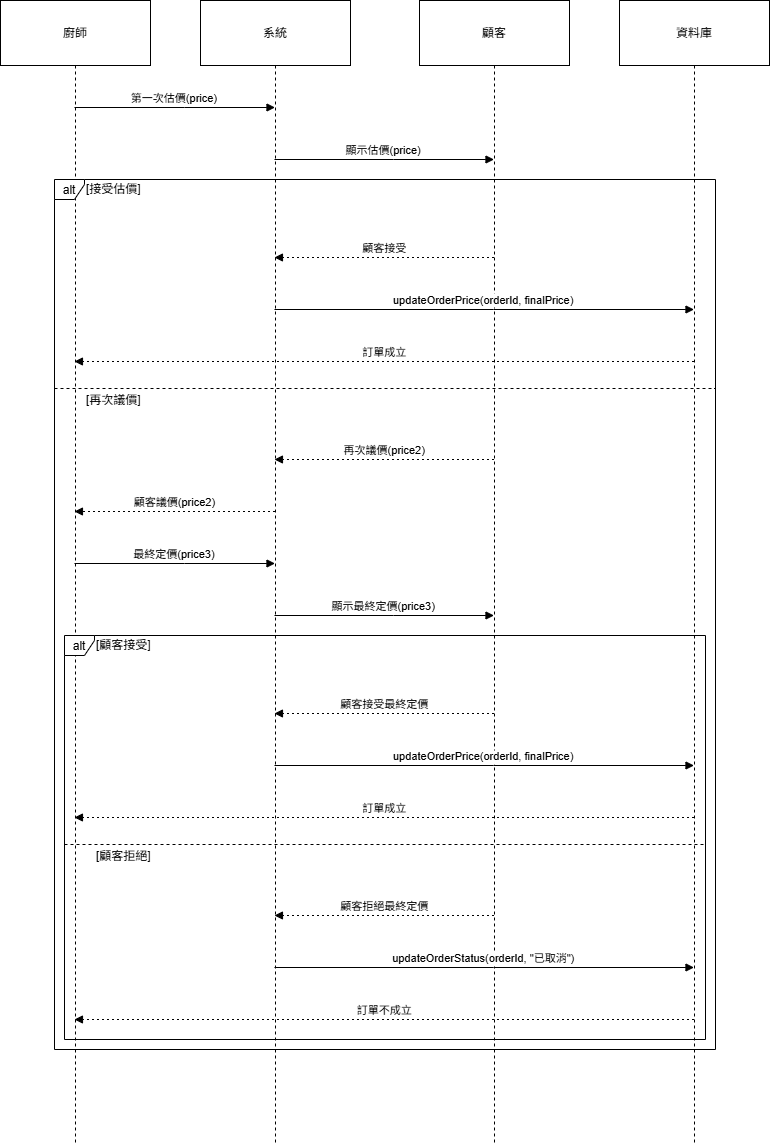 廚師
系統
顧客
資料庫
第一次估價(price)
顯示估價(price)
alt
[接受估價]
顧客接受
updateOrderPrice(orderId, finalPrice)
訂單成立
[再次議價]
再次議價(price2)
顧客議價(price2)
最終定價(price3)
顯示最終定價(price3)
alt
[顧客接受]
顧客接受最終定價
updateOrderPrice(orderId, finalPrice)
訂單成立
[顧客拒絕]
顧客拒絕最終定價
updateOrderStatus(orderId, "已取消")
訂單不成立